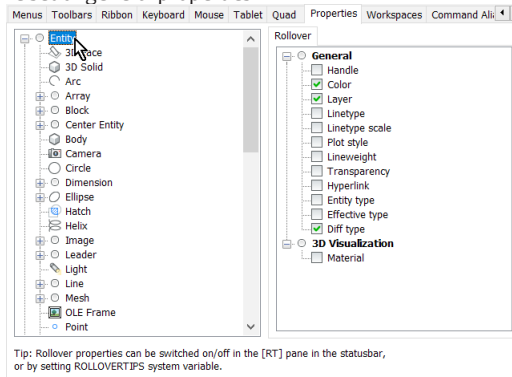 Menus Toolbars Ribbon Keyboard Mouse Tablet Quad Properties Workspaces Command
Entity
3D Face
3D Solid
Arc
Array
Block
Center Entity
Body
Camera
Circle
Dimension
Ellipse
Hatch
Helix
Image
Leader
Light
Line
Mesh
OLE Frame
Point
Rollover
General
Handle
Color
Layer
Linetype
Linetype scale
Plot style
Lineweight
Transparency
Hyperlink
Entity type
Effective type
Diff type
3D Visualization
Material
Tip: Rollover properties can be switched on/off in the [RT] pane in the statusbar,
or by setting ROLLOVERTIPS system variable.